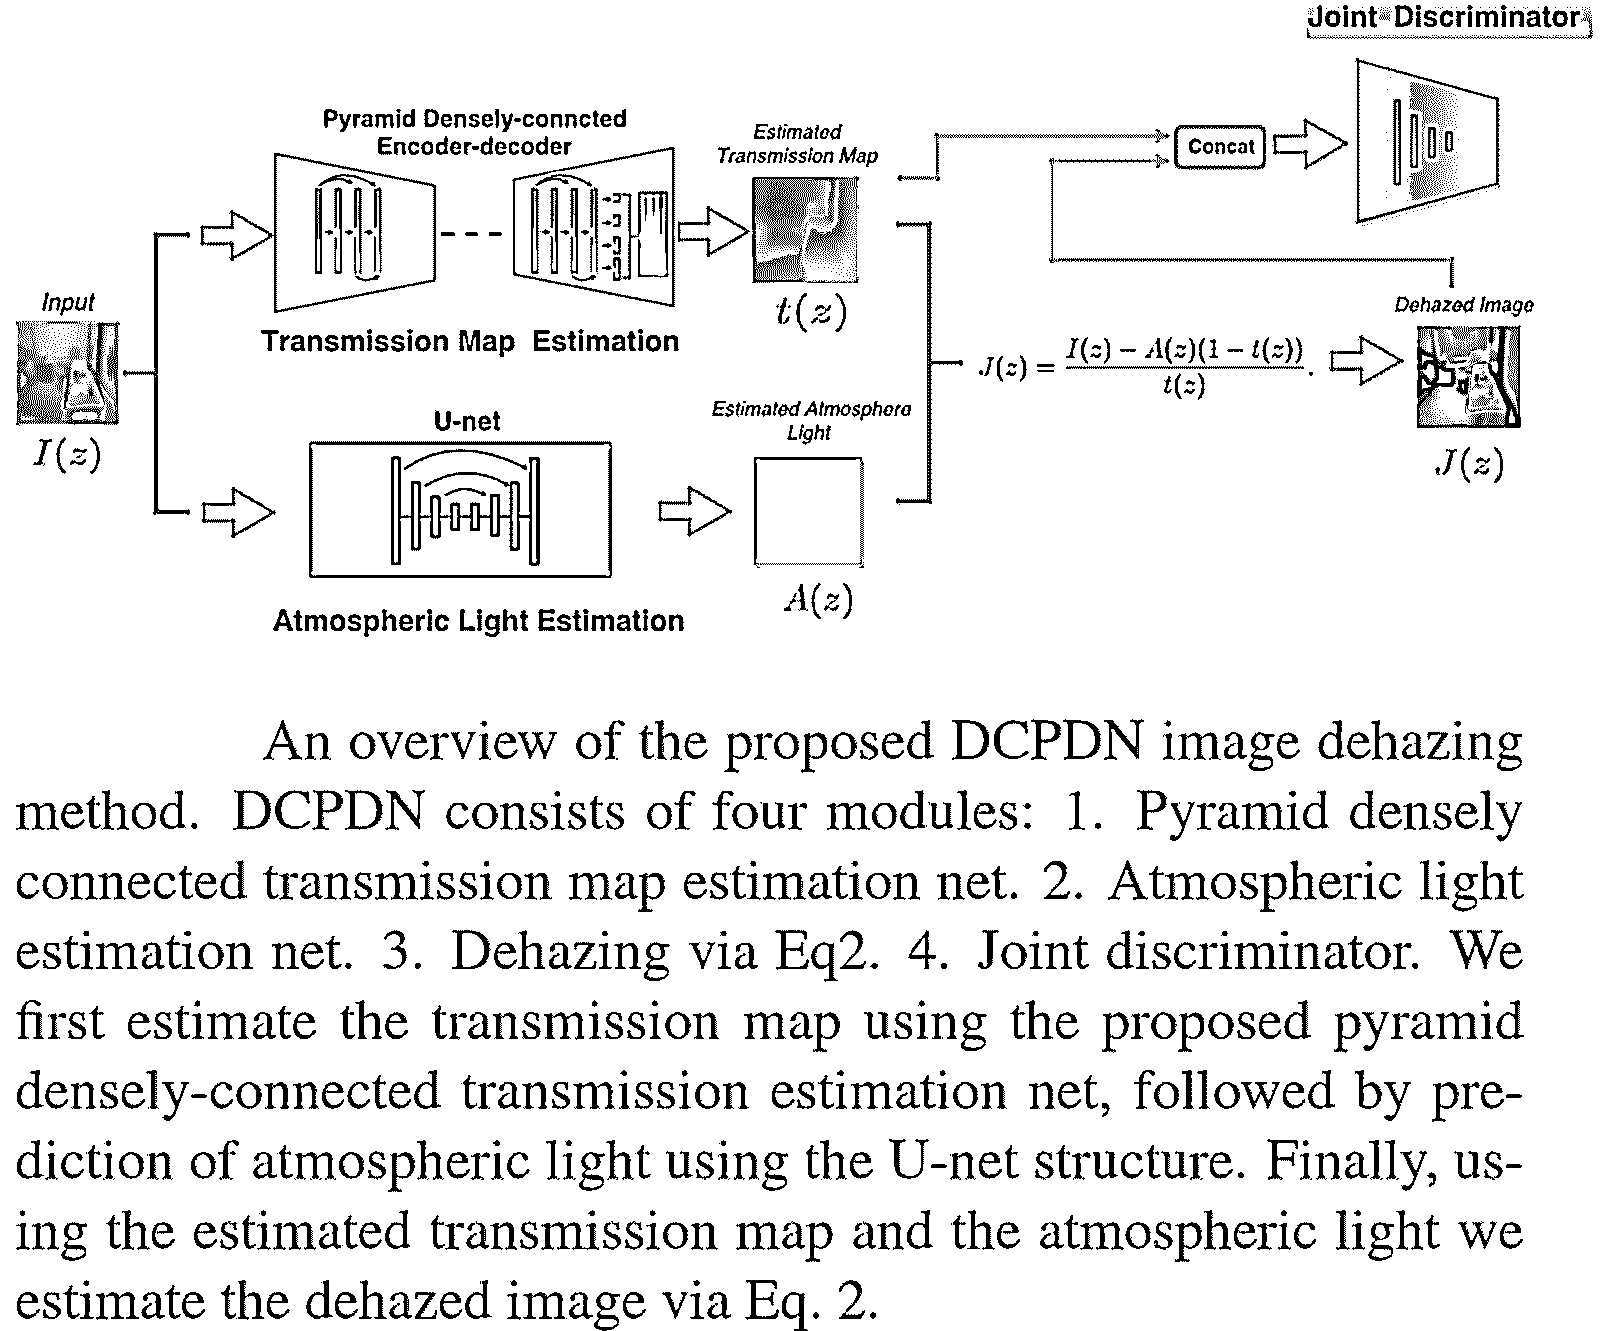 Joint Discriminator
Pyramid Densely-conncted
Encoder-decoder
Estimated
Transmission Map
Concat
Input
t(z)
Dehazed Image
Transmission Map Estimation
J(z) = I(z) − A(z)(1 − t(z)) / t(z) .
U-net
Estimated Atmosphere
Light
I(z)
J(z)
A(z)
Atmospheric Light Estimation
An overview of the proposed DCPDN image dehazing
method. DCPDN consists of four modules: 1. Pyramid densely
connected transmission map estimation net. 2. Atmospheric light
estimation net. 3. Dehazing via Eq2. 4. Joint discriminator. We
first estimate the transmission map using the proposed pyramid
densely-connected transmission estimation net, followed by pre-
diction of atmospheric light using the U-net structure. Finally, us-
ing the estimated transmission map and the atmospheric light we
estimate the dehazed image via Eq. 2.